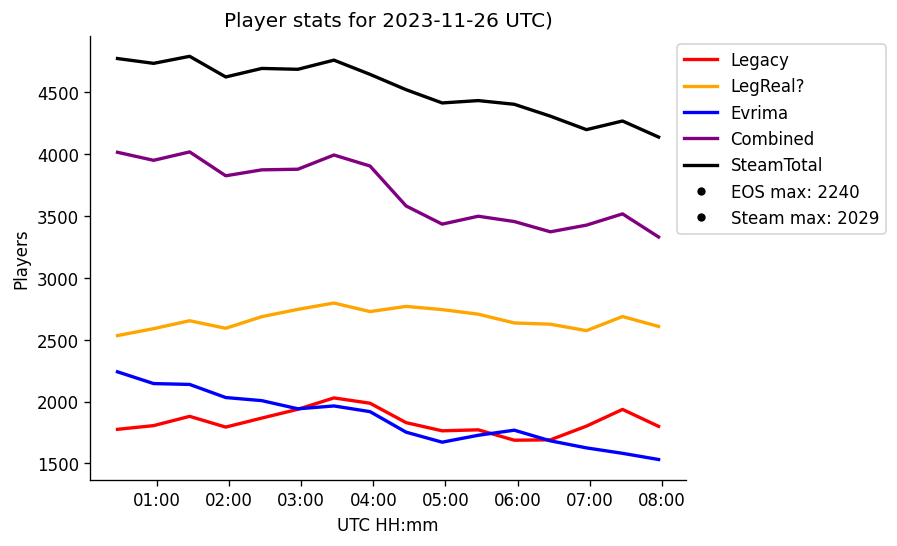 Player stats for 2023-11-26 UTC)
Legacy
LegReal?
Evrima
Combined
SteamTotal
EOS max: 2240
Steam max: 2029
Players
4500
4000
3500
3000
2500
2000
1500
01:00 02:00 03:00 04:00 05:00 06:00 07:00 08:00
UTC HH:mm